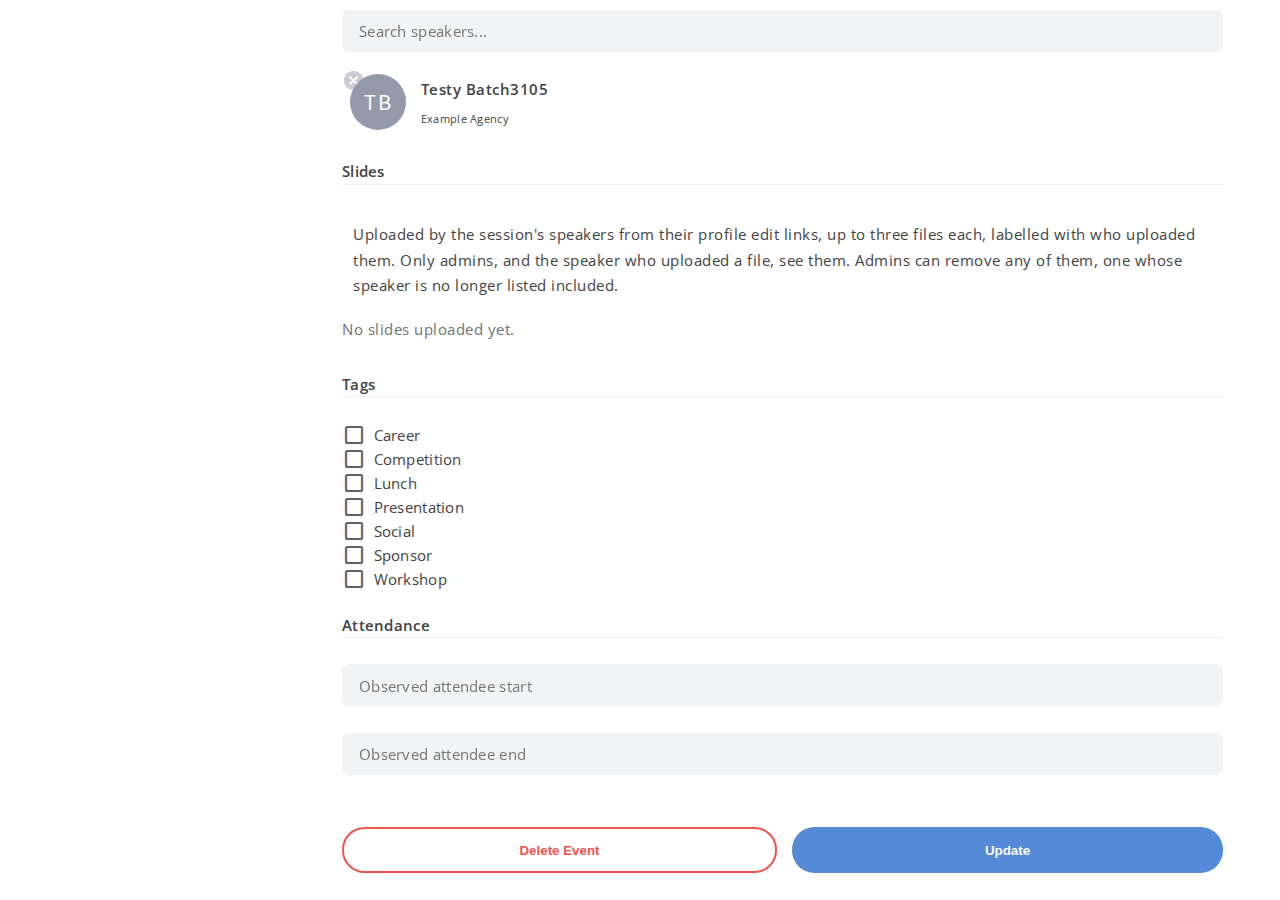 Search speakers...
TB
Testy Batch3105
Example Agency
Slides
Uploaded by the session's speakers from their profile edit links, up to three files each, labelled with who uploaded
them. Only admins, and the speaker who uploaded a file, see them. Admins can remove any of them, one whose
speaker is no longer listed included.
No slides uploaded yet.
Tags
Career
Competition
Lunch
Presentation
Social
Sponsor
Workshop
Attendance
Observed attendee start
Observed attendee end
Delete Event
Update